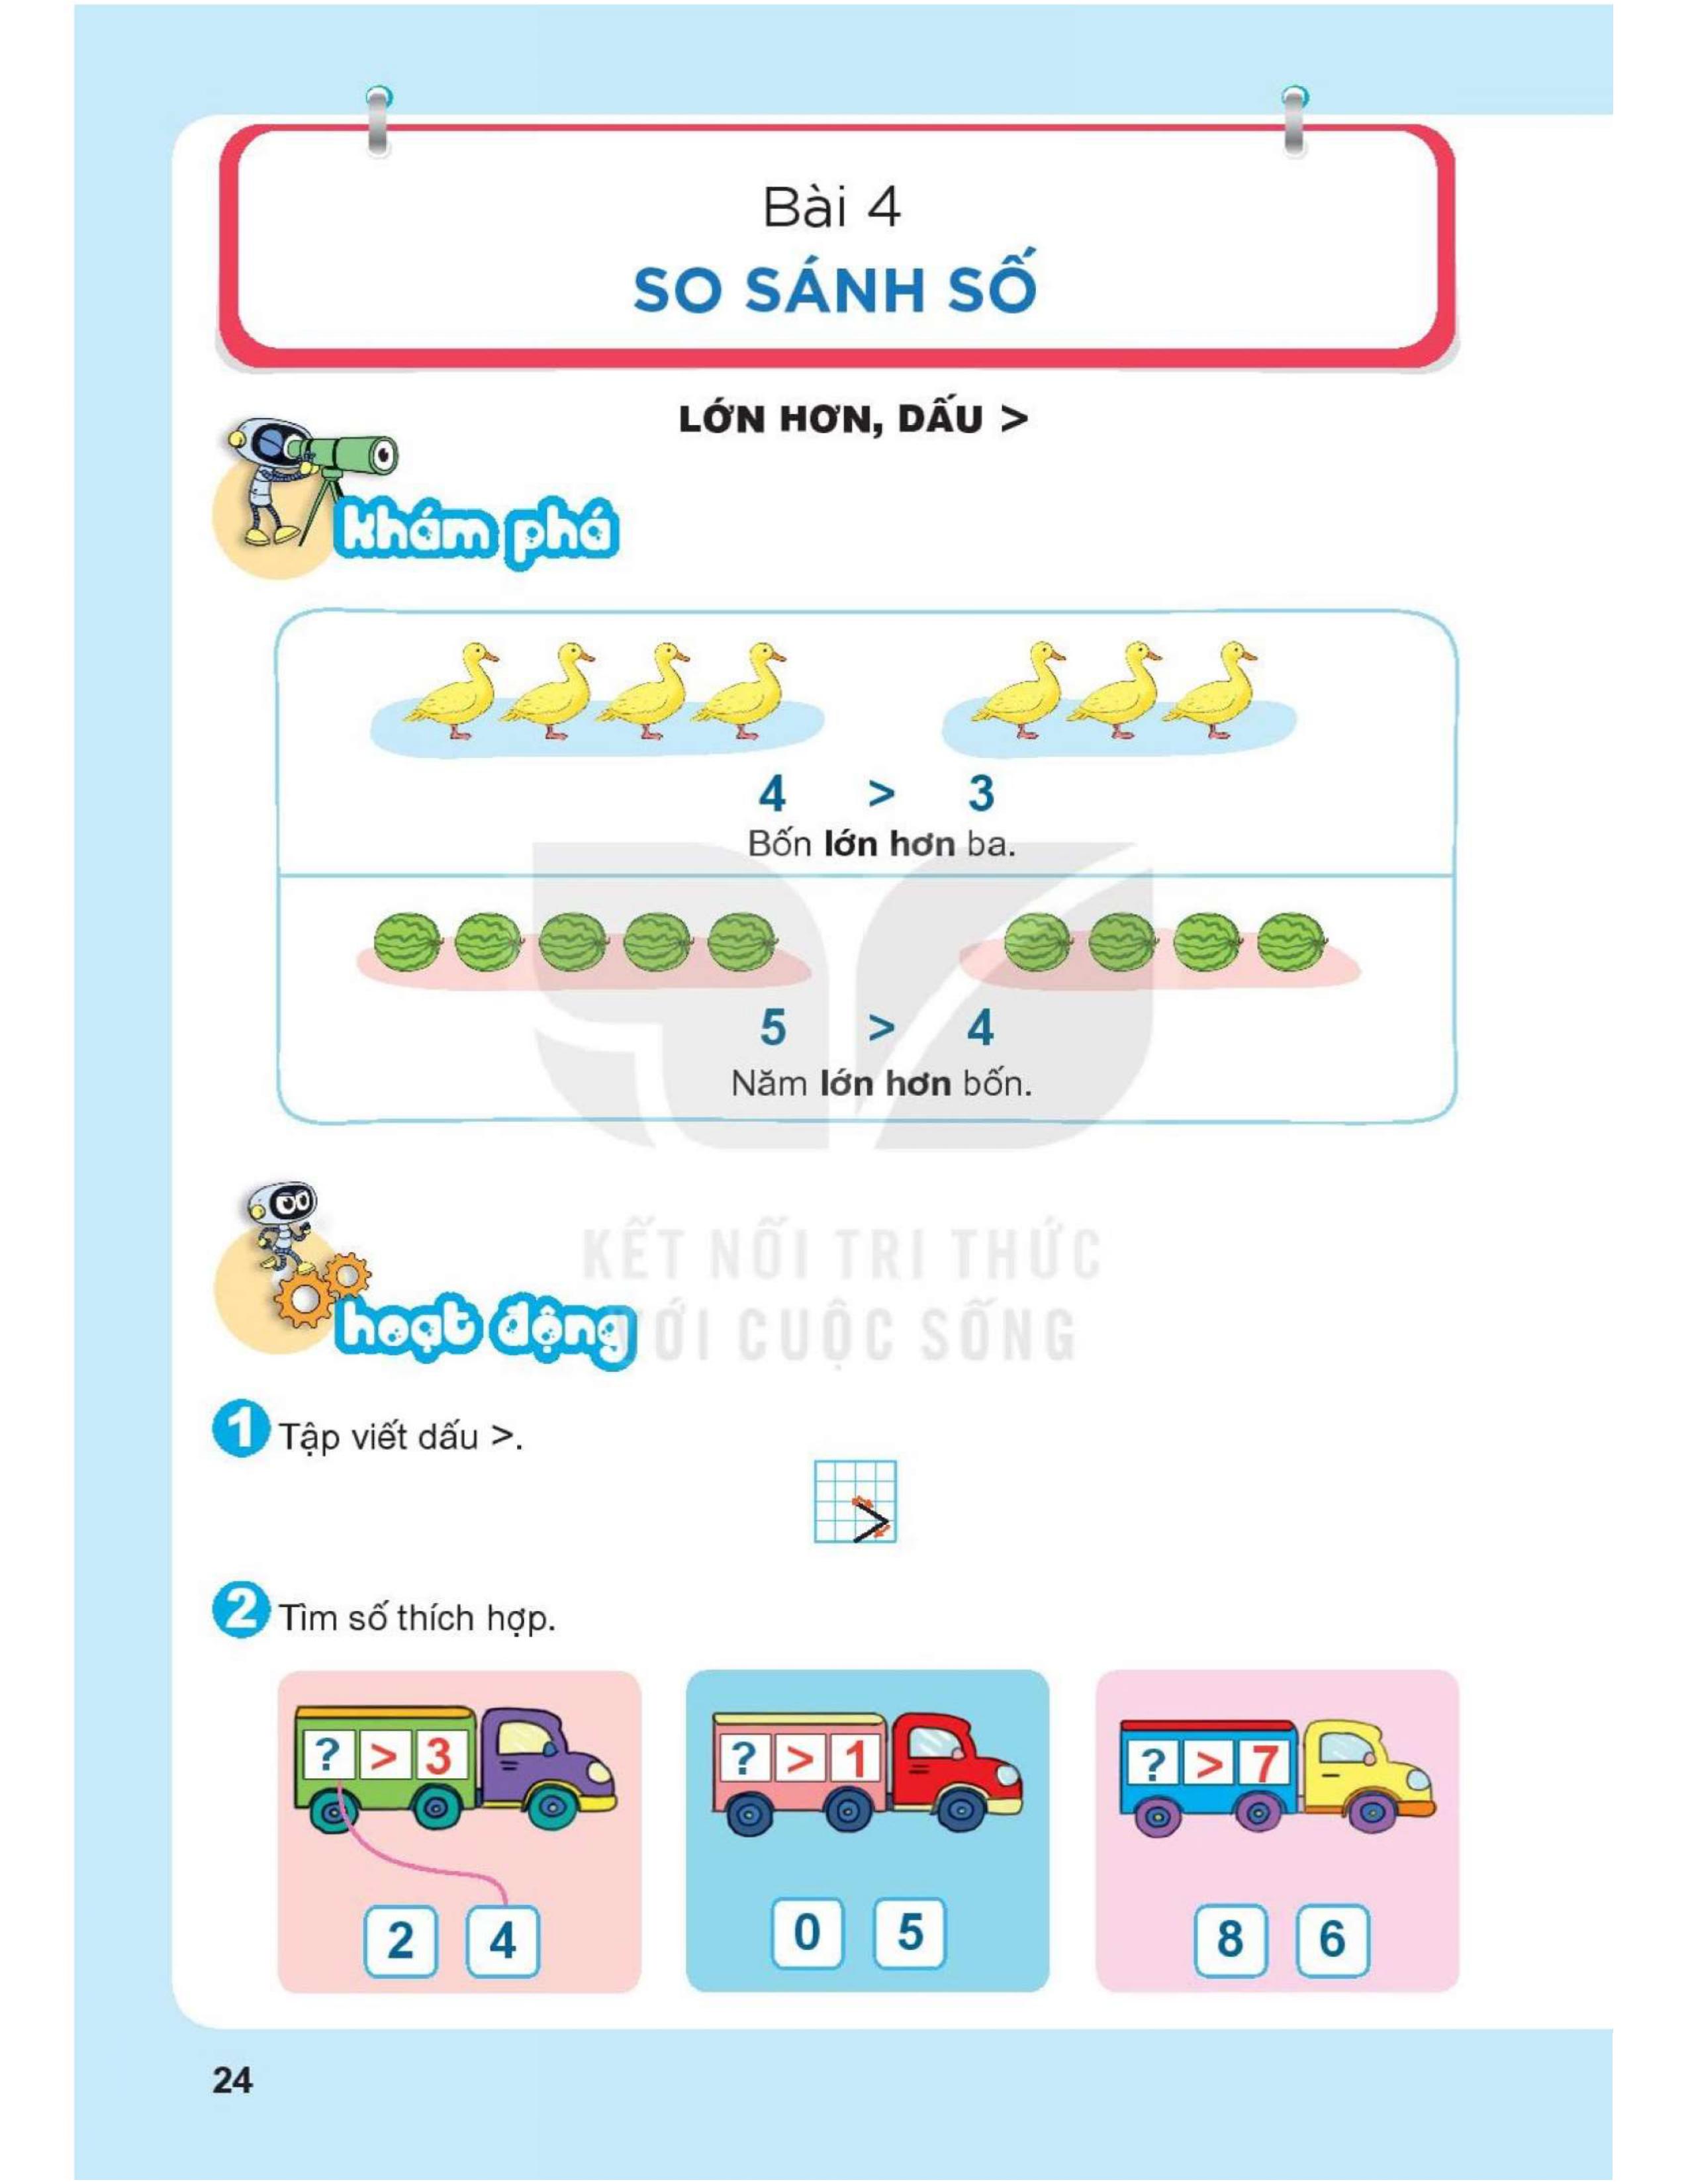 Bài 4
SO SÁNH SỐ
LỚN HƠN, DẤU >
khám phá
4 > 3
Bốn lớn hơn ba.
5 > 4
Năm lớn hơn bốn.
KẾT NỐI TRI THỨC
VỚI CUỘC SỐNG
hoạt động
1 Tập viết dấu >.
>
2 Tìm số thích hợp.
? > 3 ? > 1 ? > 7
2 4 0 5 8 6
24